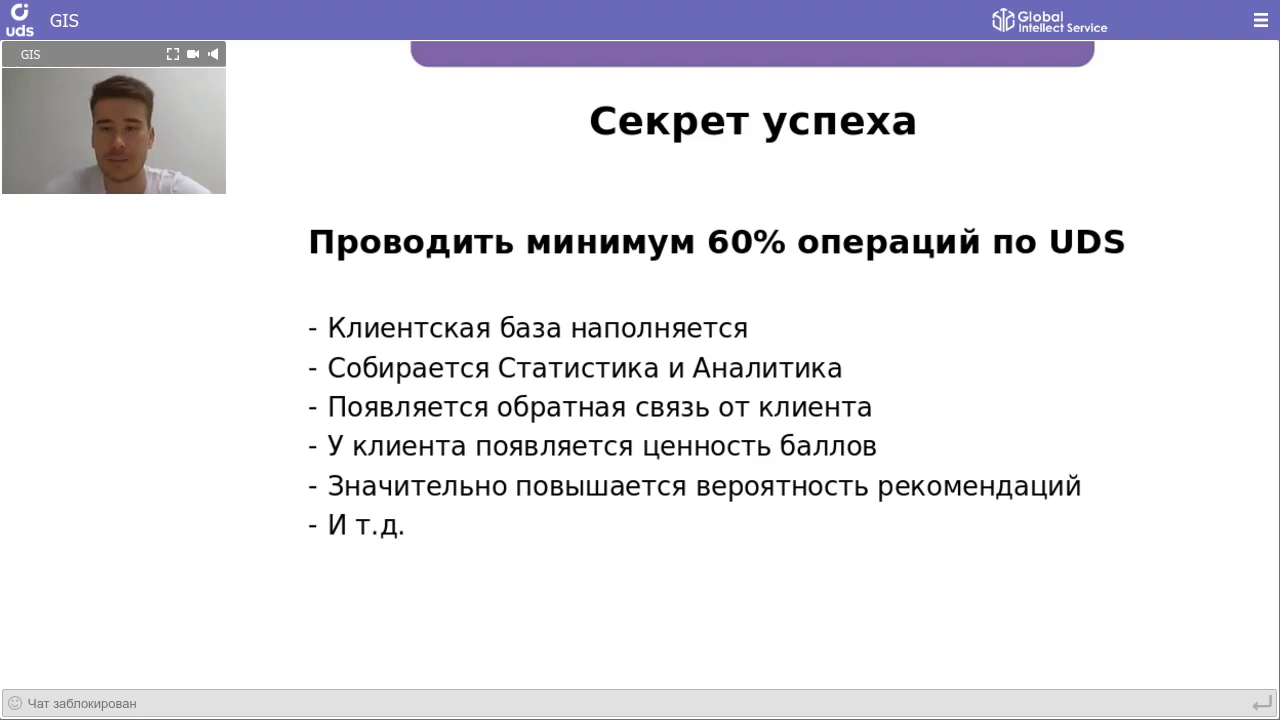 uds
GIS
Global
Intellect Service
GIS
Секрет успеха
Проводить минимум 60% операций по UDS
- Клиентская база наполняется
- Собирается Статистика и Аналитика
- Появляется обратная связь от клиента
- У клиента появляется ценность баллов
- Значительно повышается вероятность рекомендаций
- И т.д.
Чат заблокирован